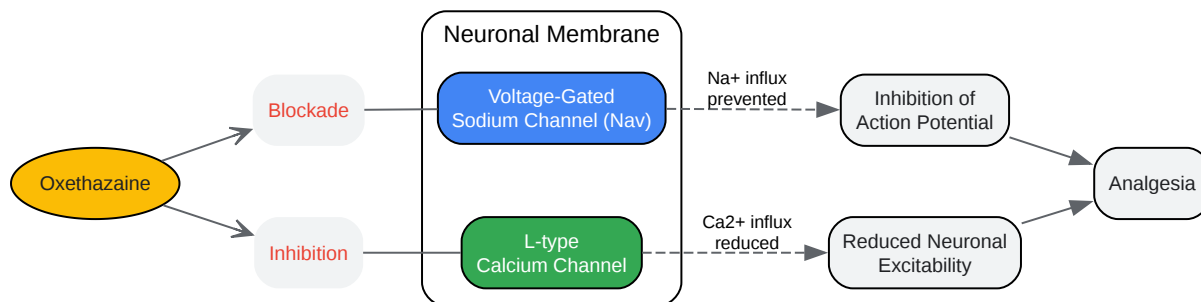 Neuronal Membrane
Oxethazaine
Blockade
Voltage-Gated
Sodium Channel (Nav)
Na+ influx
prevented
Inhibition of
Action Potential
Inhibition
L-type
Calcium Channel
Ca2+ influx
reduced
Reduced Neuronal
Excitability
Analgesia